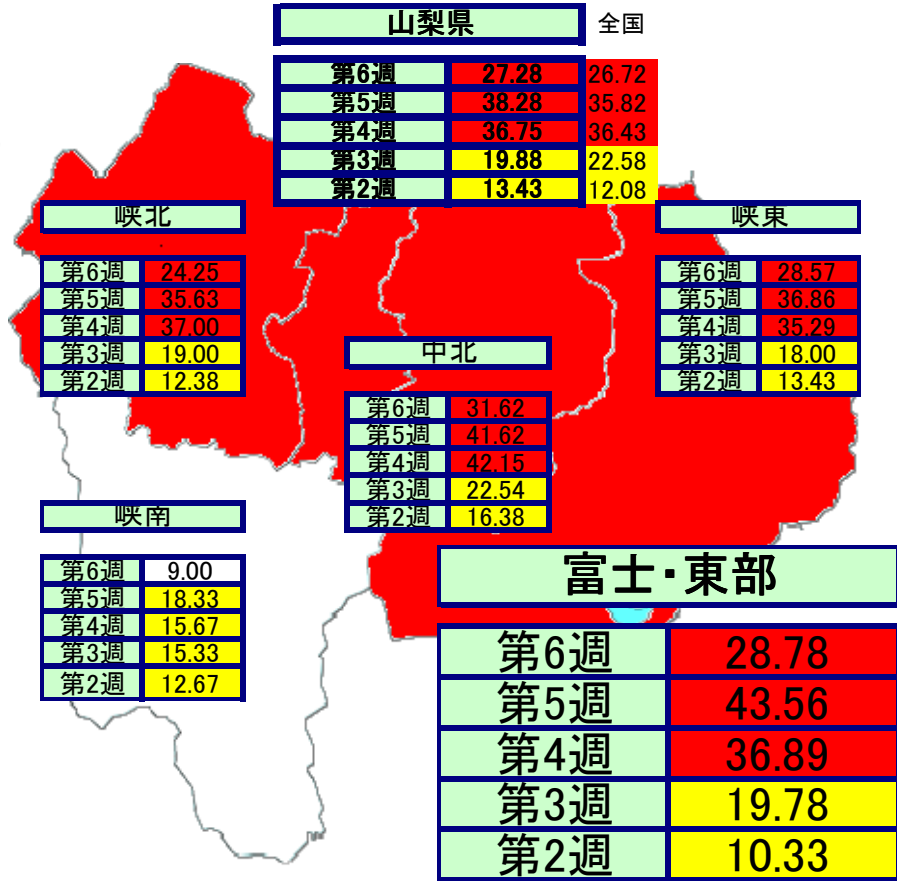 山梨県 全国
第6週 27.28 26.72
第5週 38.28 35.82
第4週 36.75 36.43
第3週 19.88 22.58
第2週 13.43 12.08
峡北
第6週 24.25
第5週 35.63
第4週 37.00
第3週 19.00
第2週 12.38
峡東
第6週 28.57
第5週 36.86
第4週 35.29
第3週 18.00
第2週 13.43
中北
第6週 31.62
第5週 41.62
第4週 42.15
第3週 22.54
第2週 16.38
峡南
第6週 9.00
第5週 18.33
第4週 15.67
第3週 15.33
第2週 12.67
富士・東部
第6週 28.78
第5週 43.56
第4週 36.89
第3週 19.78
第2週 10.33